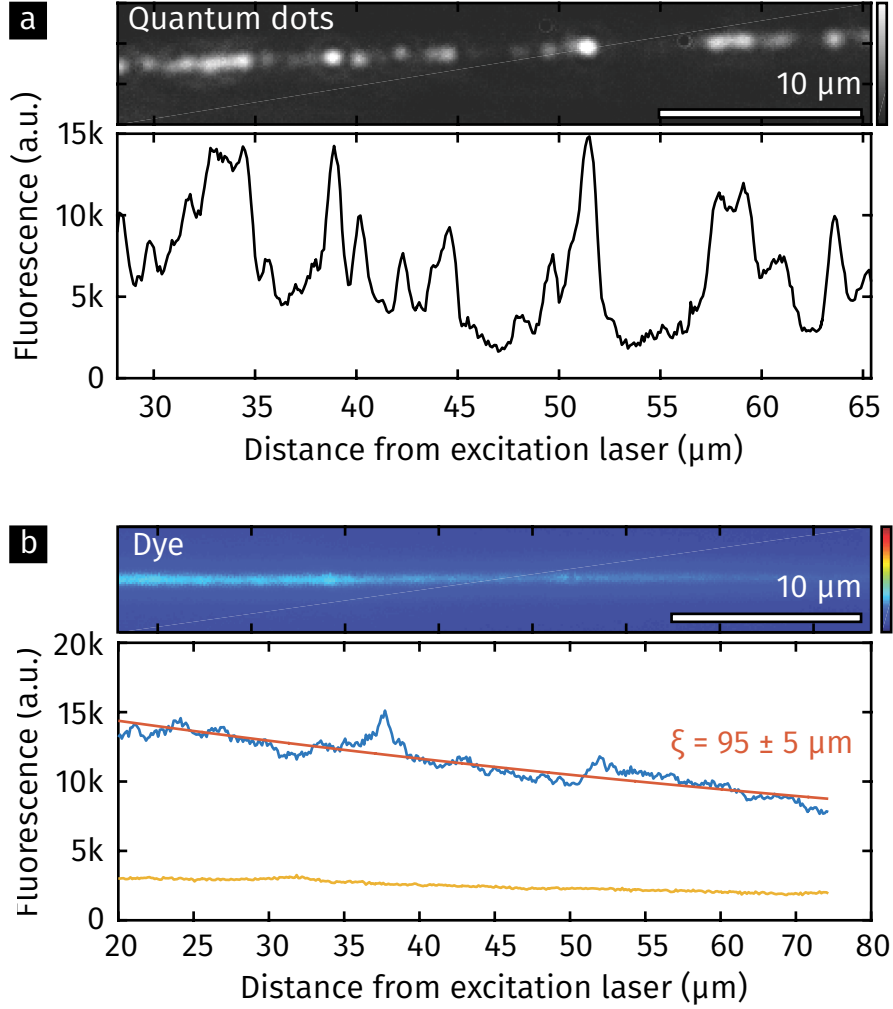 a
Quantum dots
10 μm
15k
10k
5k
0
Fluorescence (a.u.)
30 35 40 45 50 55 60 65
Distance from excitation laser (μm)
b
Dye
10 μm
20k
15k
10k
5k
0
Fluorescence (a.u.)
ξ = 95 ± 5 μm
20 25 30 35 40 45 50 55 60 70 80
Distance from excitation laser (μm)